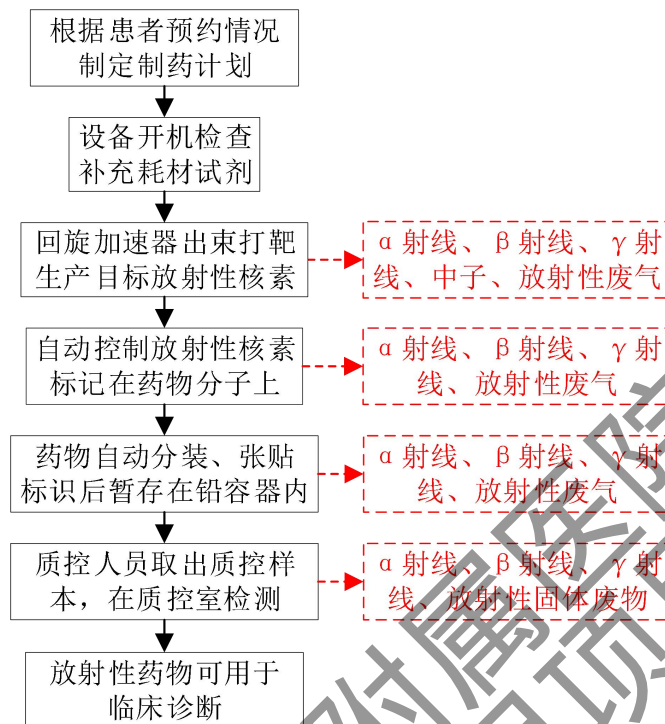 根据患者预约情况
制定制药计划
设备开机检查
补充耗材试剂
回旋加速器出束打靶
生产目标放射性核素
α射线、β射线、γ射
线、中子、放射性废气
自动控制放射性核素
标记在药物分子上
α射线、β射线、γ射
线、放射性废气
药物自动分装、张贴
标识后暂存在铅容器内
α射线、β射线、γ射
线、放射性废气
质控人员取出质控样
本，在质控室检测
α射线、β射线、γ射
线、放射性固体废物
放射性药物可用于
临床诊断
附属医院
项